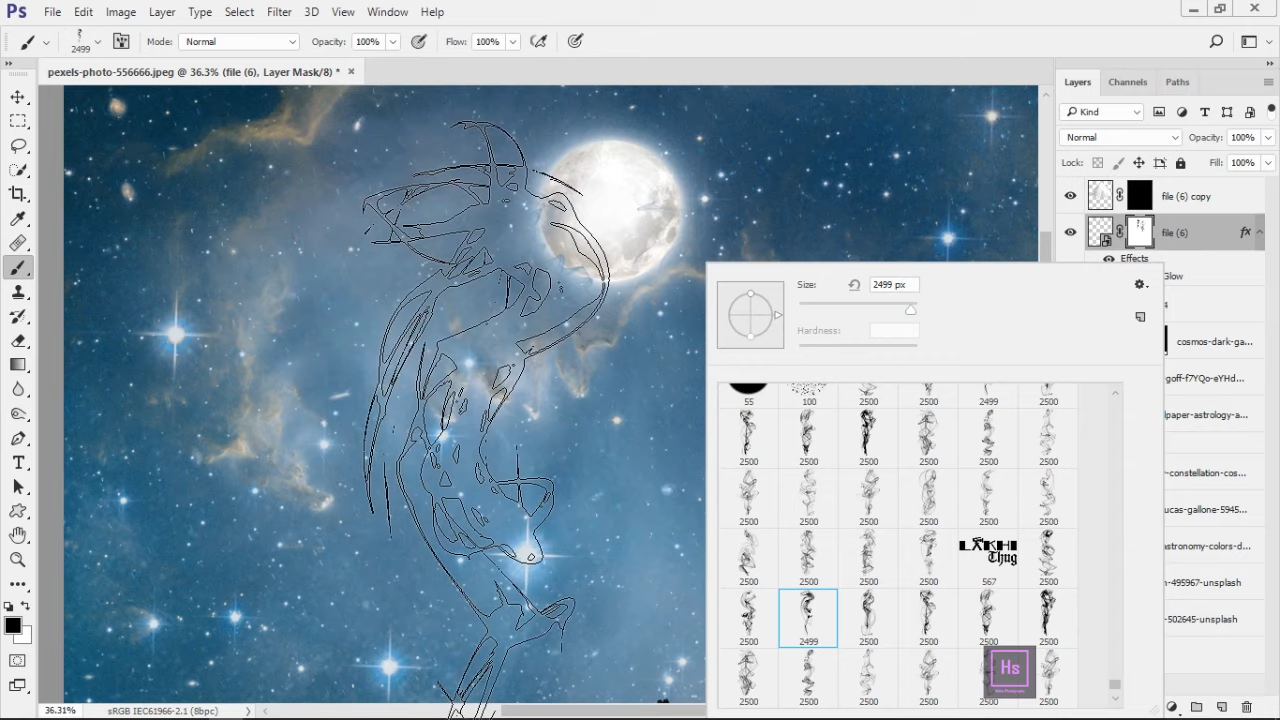 Ps File Edit Image Layer Type Select Filter 3D View Window Help
2499 Mode: Normal Opacity: 100% Flow: 100%
pexels-photo-556666.jpeg @ 36.3% (file (6), Layer Mask/8) *
Layers Channels Paths
Kind
Normal Opacity: 100%
Lock: Fill: 100%
file (6) copy
file (6) fx
Effects
Glow
cosmos-dark-ga...
goff-f7YQo-eYHd...
lpaper-astrology-a...
-constellation-cos...
lucas-gallone-5945...
astronomy-colors-d...
-495967-unsplash
-502645-unsplash
Size: 2499 px
Hardness:
55 100 2500 2500 2499 2500
2500 2500 2500 2500 2500 2500
2500 2500 2500 2500 2500 2500
Thug
2500 2500 2500 2500 567 2500
2500 2499 2500 2500 2500 2500
Hs
2500 2500 2500 2500 2500
36.31% sRGB IEC61966-2.1 (8bpc)